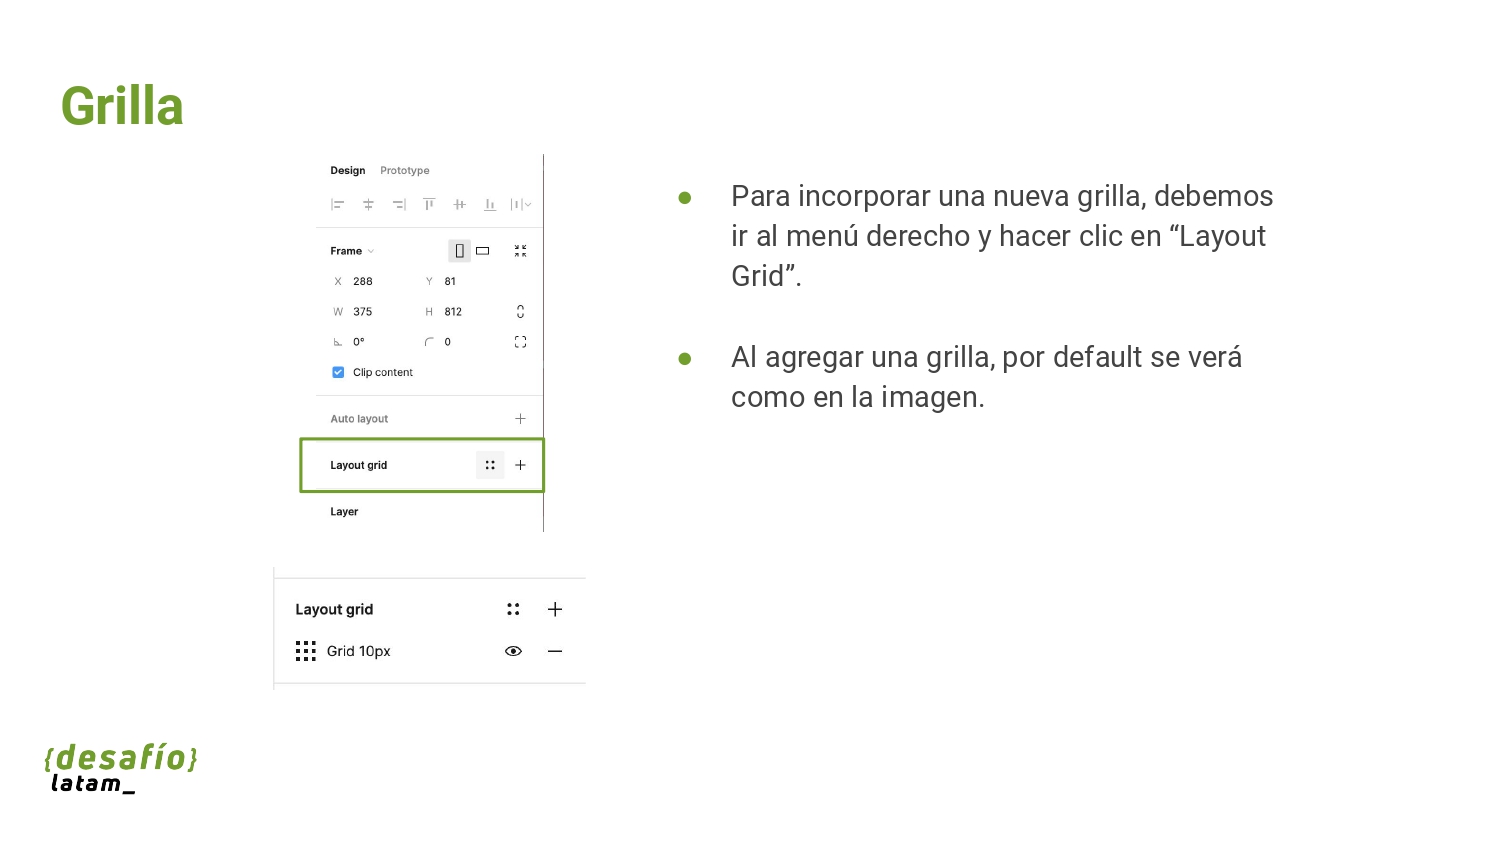 Grilla
Design Prototype
Frame
X 288 Y 81
W 375 H 812
0° 0
Clip content
Auto layout
Layout grid
Layer
Layout grid
Grid 10px
● Para incorporar una nueva grilla, debemos
ir al menú derecho y hacer clic en “Layout
Grid”.
● Al agregar una grilla, por default se verá
como en la imagen.
{desafío}
latam_